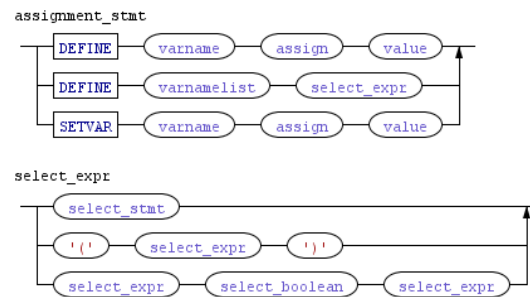 assignment_stmt
DEFINE varname assign value
DEFINE varnamelist select_expr
SETVAR varname assign value
select_expr
select_stmt
'(' select_expr ')'
select_expr select_boolean select_expr